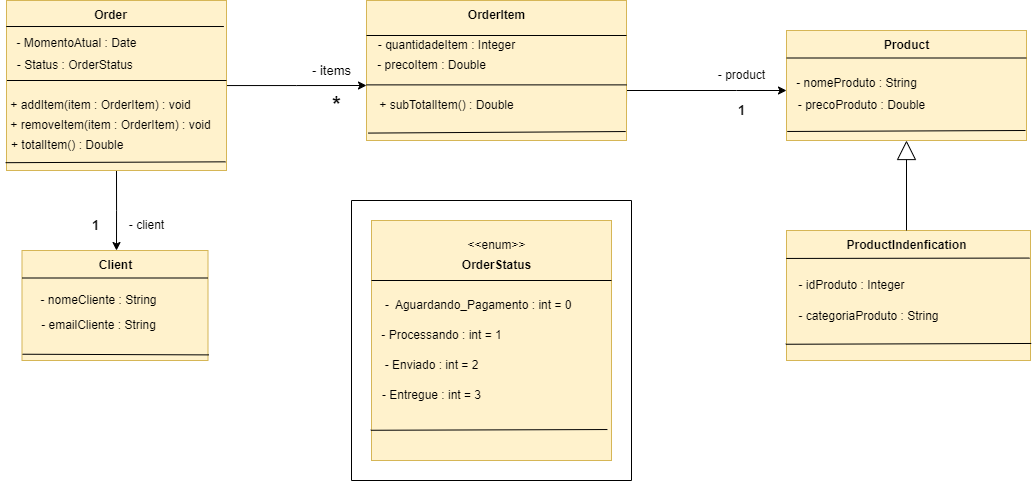 Order
- MomentoAtual : Date
- Status : OrderStatus
+ addItem(item : OrderItem) : void
+ removeItem(item : OrderItem) : void
+ totalItem() : Double
- items
*
OrderItem
- quantidadeItem : Integer
- precoItem : Double
+ subTotalItem() : Double
- product
1
Product
- nomeProduto : String
- precoProduto : Double
1
- client
Client
- nomeCliente : String
- emailCliente : String
<<enum>>
OrderStatus
- Aguardando_Pagamento : int = 0
- Processando : int = 1
- Enviado : int = 2
- Entregue : int = 3
ProductIndenfication
- idProduto : Integer
- categoriaProduto : String